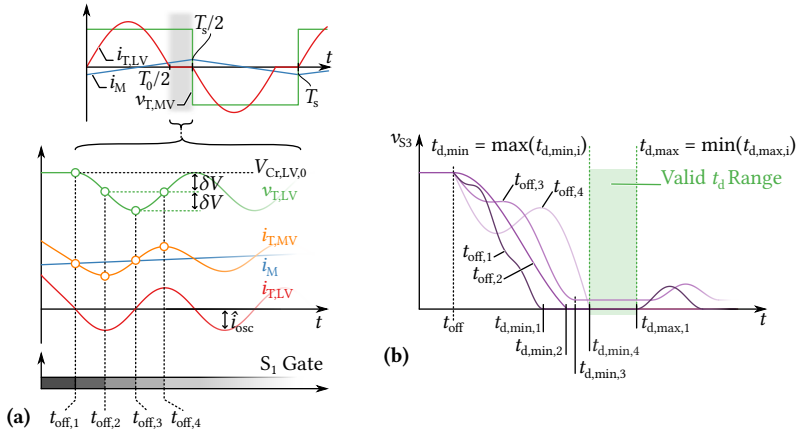 T_s/2
i_T,LV
t
i_M
T_0/2
v_T,MV
T_s
V_Cr,LV,0
δV
v_T,LV
δV
i_T,MV
i_M
i_T,LV
î_osc
t
S_1 Gate
(a)
t_off,1
t_off,2
t_off,3
t_off,4
v_S3
t_d,min = max(t_d,min,i)
t_d,max = min(t_d,max,i)
t_off,3
t_off,4
Valid t_d Range
t_off,1
t_off,2
t_off
t_d,min,1
t_d,min,2
t_d,min,3
t_d,min,4
t_d,max,1
t
(b)